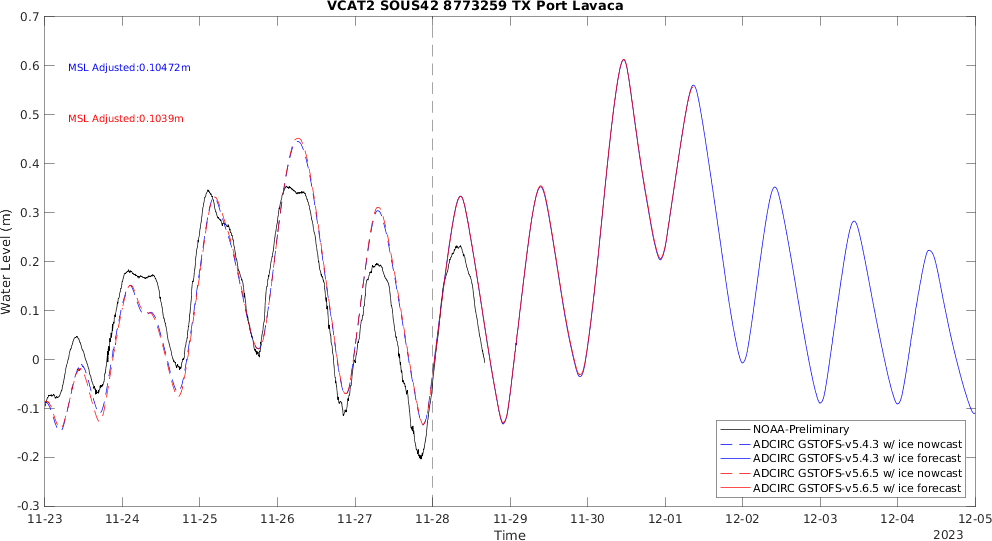 VCAT2 SOUS42 8773259 TX Port Lavaca
0.7
0.6
0.5
0.4
0.3
0.2
0.1
0
-0.1
-0.2
-0.3
Water Level (m)
MSL Adjusted:0.10472m
MSL Adjusted:0.1039m
NOAA-Preliminary
ADCIRC GSTOFS-v5.4.3 w/ ice nowcast
ADCIRC GSTOFS-v5.4.3 w/ ice forecast
ADCIRC GSTOFS-v5.6.5 w/ ice nowcast
ADCIRC GSTOFS-v5.6.5 w/ ice forecast
11-23 11-24 11-25 11-26 11-27 11-28 11-29 11-30 12-01 12-02 12-03 12-04 12-05
Time
2023